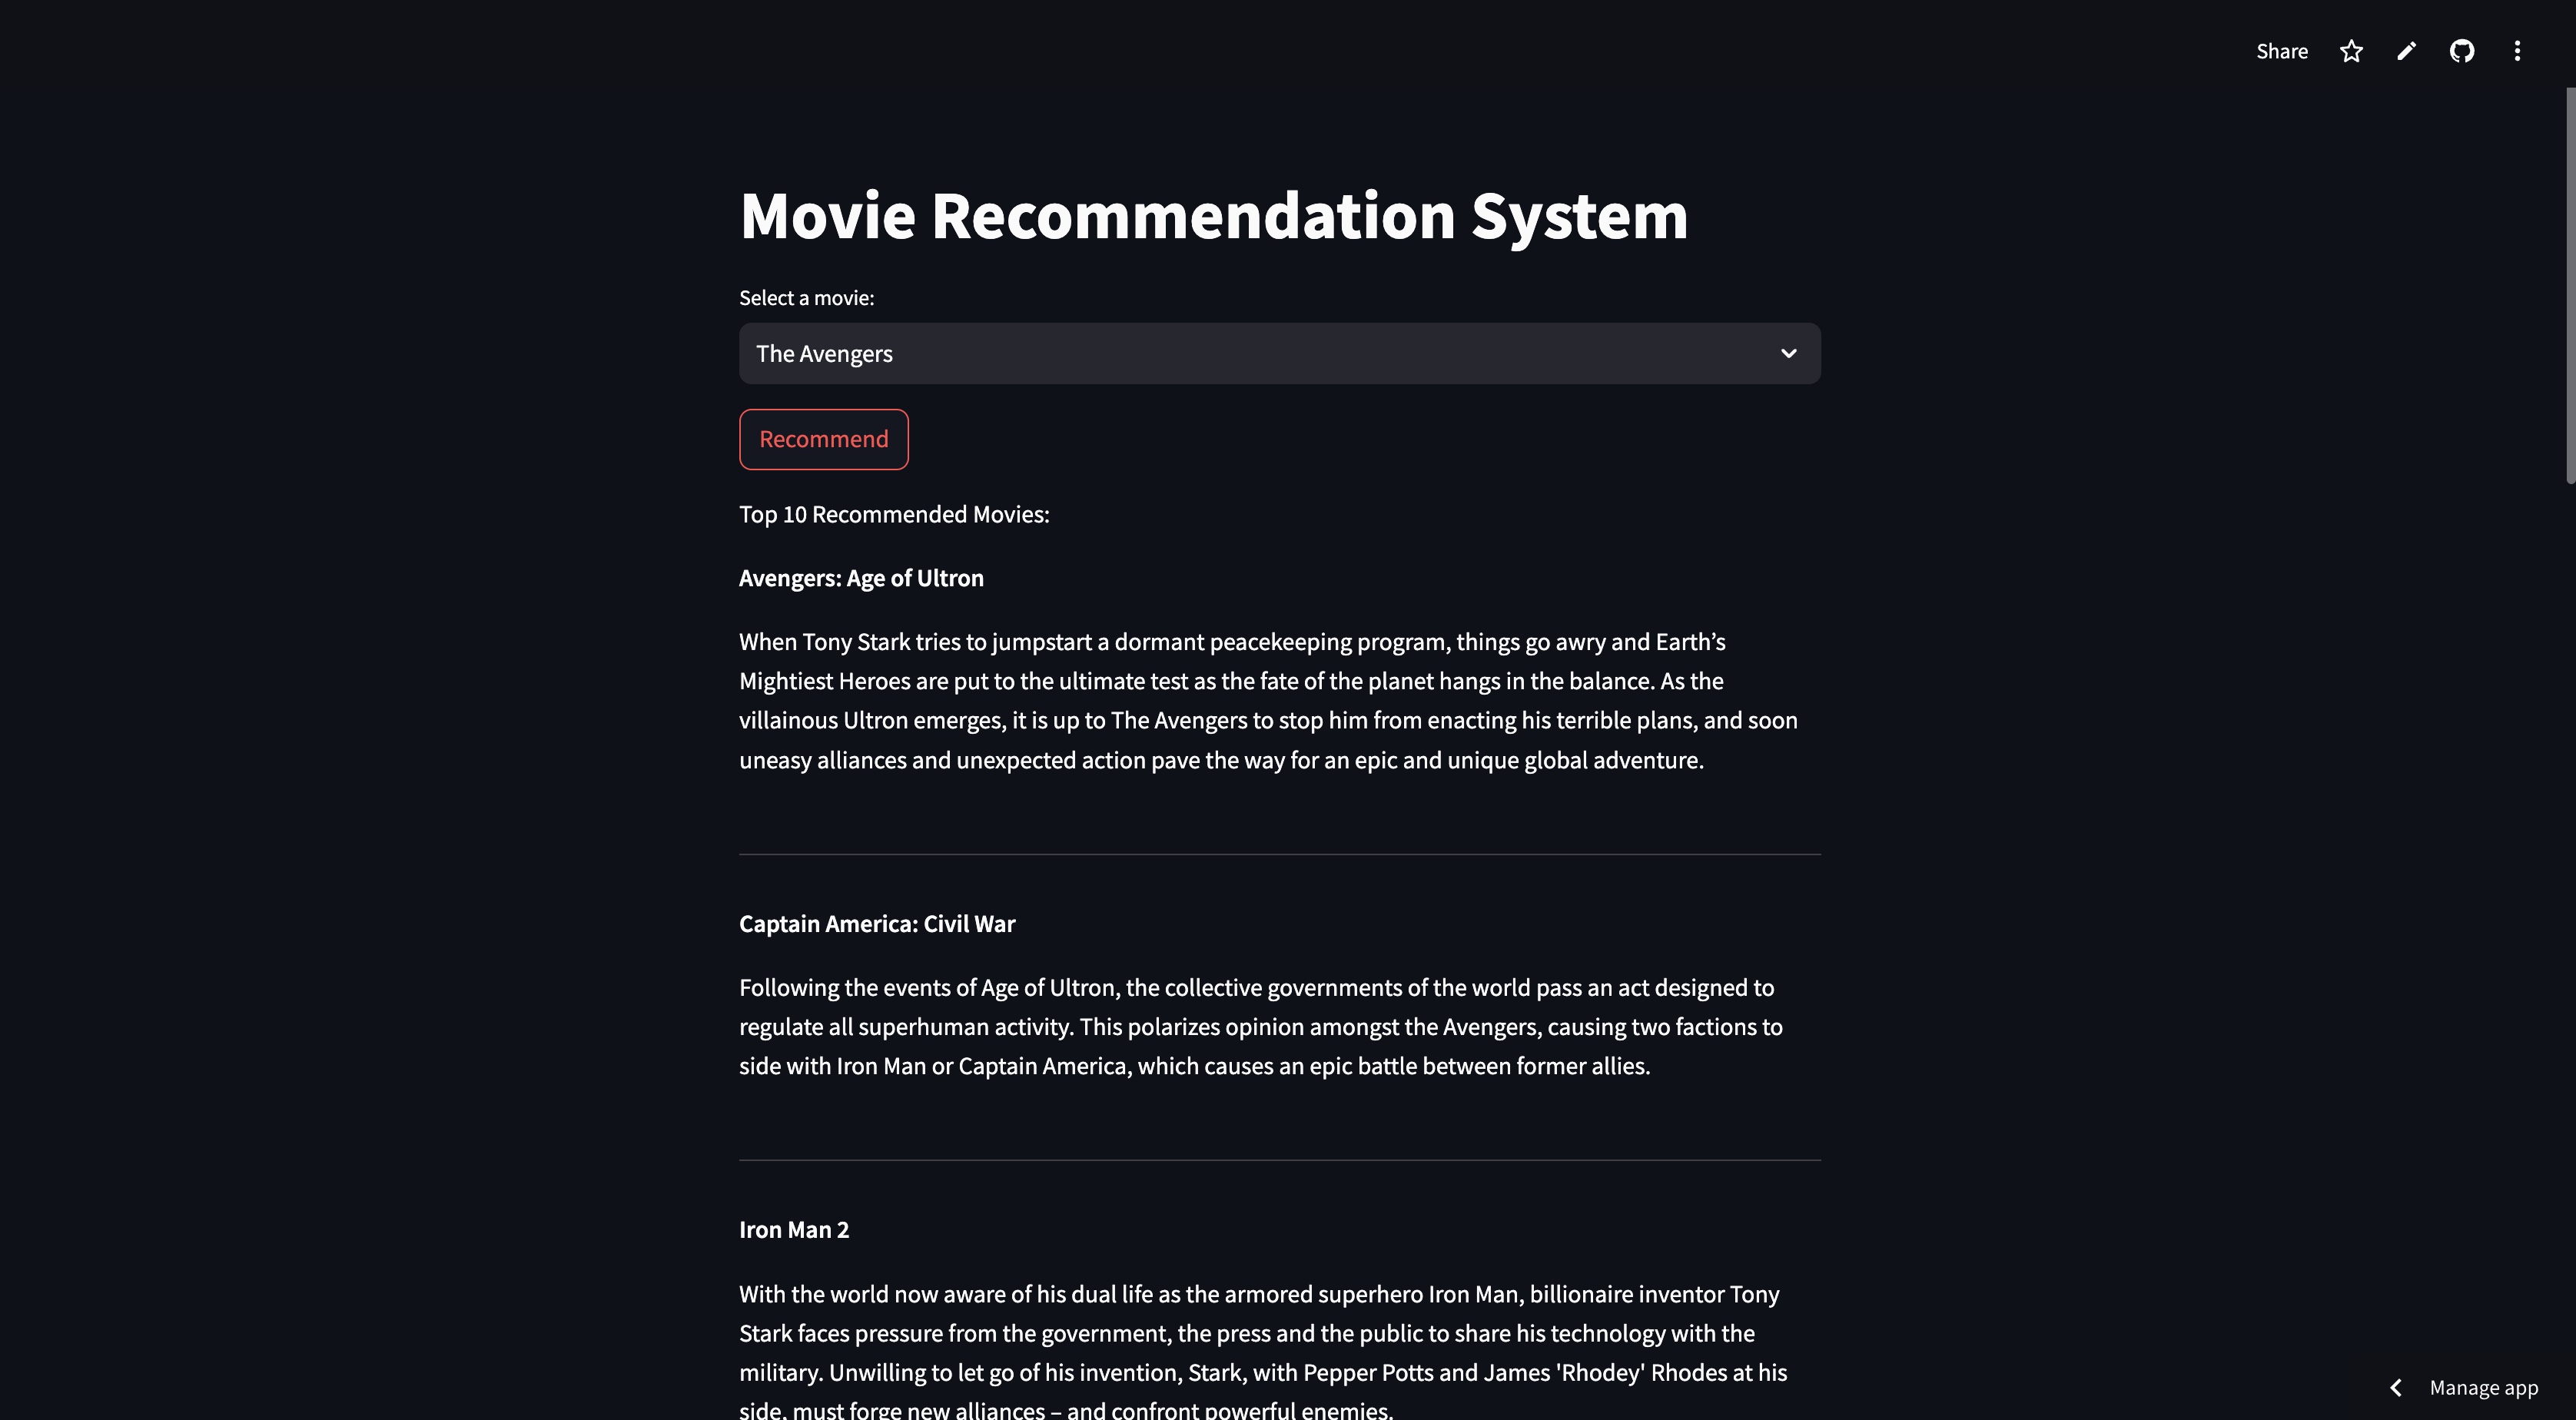 Share
Movie Recommendation System
Select a movie:
The Avengers
Recommend
Top 10 Recommended Movies:
Avengers: Age of Ultron
When Tony Stark tries to jumpstart a dormant peacekeeping program, things go awry and Earth’s
Mightiest Heroes are put to the ultimate test as the fate of the planet hangs in the balance. As the
villainous Ultron emerges, it is up to The Avengers to stop him from enacting his terrible plans, and soon
uneasy alliances and unexpected action pave the way for an epic and unique global adventure.
Captain America: Civil War
Following the events of Age of Ultron, the collective governments of the world pass an act designed to
regulate all superhuman activity. This polarizes opinion amongst the Avengers, causing two factions to
side with Iron Man or Captain America, which causes an epic battle between former allies.
Iron Man 2
With the world now aware of his dual life as the armored superhero Iron Man, billionaire inventor Tony
Stark faces pressure from the government, the press and the public to share his technology with the
military. Unwilling to let go of his invention, Stark, with Pepper Potts and James 'Rhodey' Rhodes at his
side, must forge new alliances – and confront powerful enemies.
Manage app